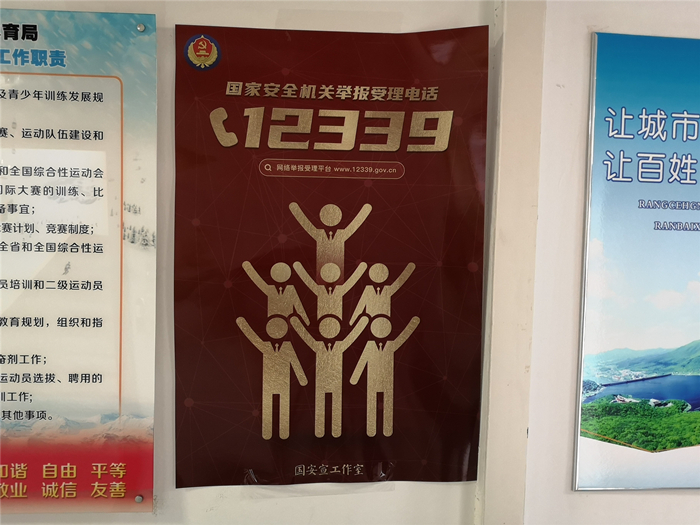 育局
工作职责
及青少年训练发展规
赛、运动队伍建设和
和全国综合性运动会
国际大赛的训练、比
备事宜;
赛计划、竞赛制度;
全省和全国综合性运
员培训和二级运动员
教育规划，组织和指
奋剂工作;
运动员选拔、聘用的
训工作;
其他事项。
和谐 自由 平等
敬业 诚信 友善
国家安全机关举报受理电话
12339
网络举报受理平台 www.12339.gov.cn
国安宣工作室
让城市
让百姓
RANGCEHG
RANBAIX